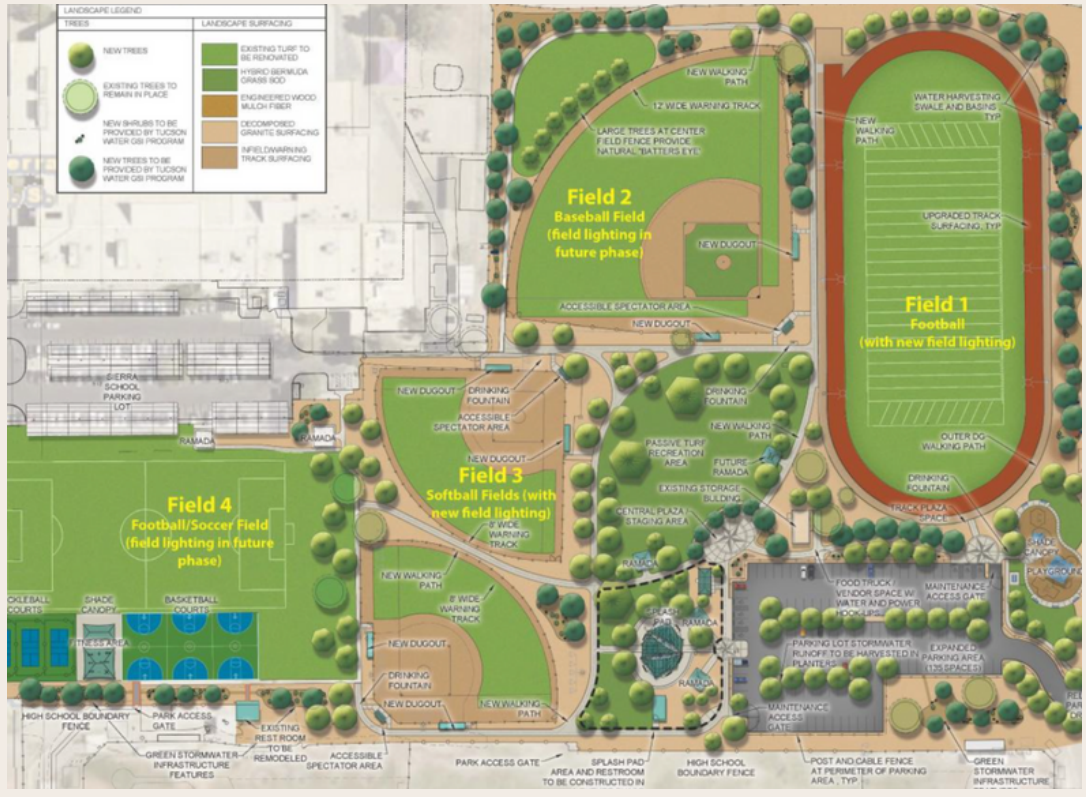 LANDSCAPE LEGEND
TREES
LANDSCAPE SURFACING
NEW TREES
EXISTING TREES TO
REMAIN IN PLACE
NEW SHRUBS TO BE
PROVIDED BY TUCSON
WATER GSI PROGRAM
NEW TREES TO BE
PROVIDED BY TUCSON
WATER GSI PROGRAM
EXISTING TURF TO
BE RENOVATED
HYBRID BERMUDA
GRASS SOD
ENGINEERED WOOD
MULCH FIBER
DECOMPOSED
GRANITE SURFACING
INFIELD/WARNING
TRACK SURFACING
NEW WALKING
PATH
12' WIDE WARNING TRACK
LARGE TREES AT CENTER
FIELD FENCE PROVIDE
NATURAL "BATTERS EYE"
NEW
WALKING
PATH
WATER HARVESTING
SWALE AND BASINS
TYP
Field 2
Baseball Field
(field lighting in
future phase)
UPGRADED TRACK
SURFACING, TYP
NEW DUGOUT
Field 1
Football
(with new field lighting)
ACCESSIBLE SPECTATOR AREA
NEW DUGOUT
SIERRA
SCHOOL
PARKING
LOT
RAMADA
RAMADA
NEW DUGOUT
DRINKING
FOUNTAIN
ACCESSIBLE
SPECTATOR AREA
NEW DUGOUT
DRINKING
FOUNTAIN
NEW WALKING
PATH
PASSIVE TURF
RECREATION
AREA
FUTURE
RAMADA
OUTER DG
WALKING PATH
Field 3
Softball Fields (with
new field lighting)
8' WIDE
WARNING
TRACK
EXISTING STORAGE
BUILDING
CENTRAL PLAZA /
STAGING AREA
DRINKING
FOUNTAIN
TRACK PLAZA
SPACE
Field 4
Football/Soccer Field
(field lighting in future
phase)
RAMADA
SHADE
CANOPY
PLAYGROUND
NEW WALKING
PATH
8' WIDE
WARNING
TRACK
FOOD TRUCK /
VENDOR SPACE W/
WATER AND POWER
HOOK-UPS
MAINTENANCE
ACCESS GATE
CKLEBALL
COURTS
SHADE
CANOPY
FITNESS AREA
BASKETBALL
COURTS
SPLASH
PAD
RAMADA
RAMADA
PARKING LOT STORMWATER
RUNOFF TO BE HARVESTED IN
PLANTERS
EXPANDED
PARKING AREA
(135 SPACES)
NEW DUGOUT
DRINKING
FOUNTAIN
NEW DUGOUT
NEW WALKING
PATH
MAINTENANCE
ACCESS
GATE
HIGH SCHOOL BOUNDARY
FENCE
PARK ACCESS
GATE
GREEN STORMWATER
INFRASTRUCTURE
FEATURES
EXISTING
REST ROOM
TO BE
REMODELED
ACCESSIBLE
SPECTATOR AREA
PARK ACCESS GATE
SPLASH PAD
AREA AND RESTROOM
TO BE CONSTRUCTED IN
HIGH SCHOOL
BOUNDARY FENCE
POST AND CABLE FENCE
AT PERIMETER OF PARKING
AREA , TYP.
GREEN
STORMWATER
INFRASTRUCTURE